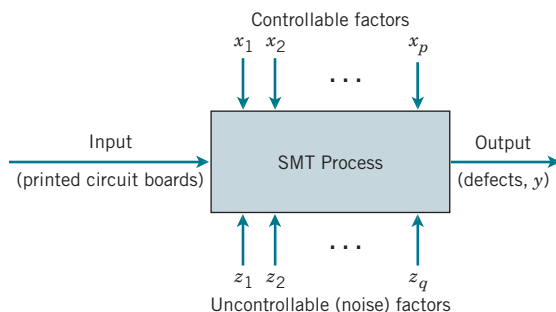 Controllable factors
x1 x2 xp
. . .
Input
SMT Process
Output
(printed circuit boards)
(defects, y)
. . .
z1 z2 zq
Uncontrollable (noise) factors